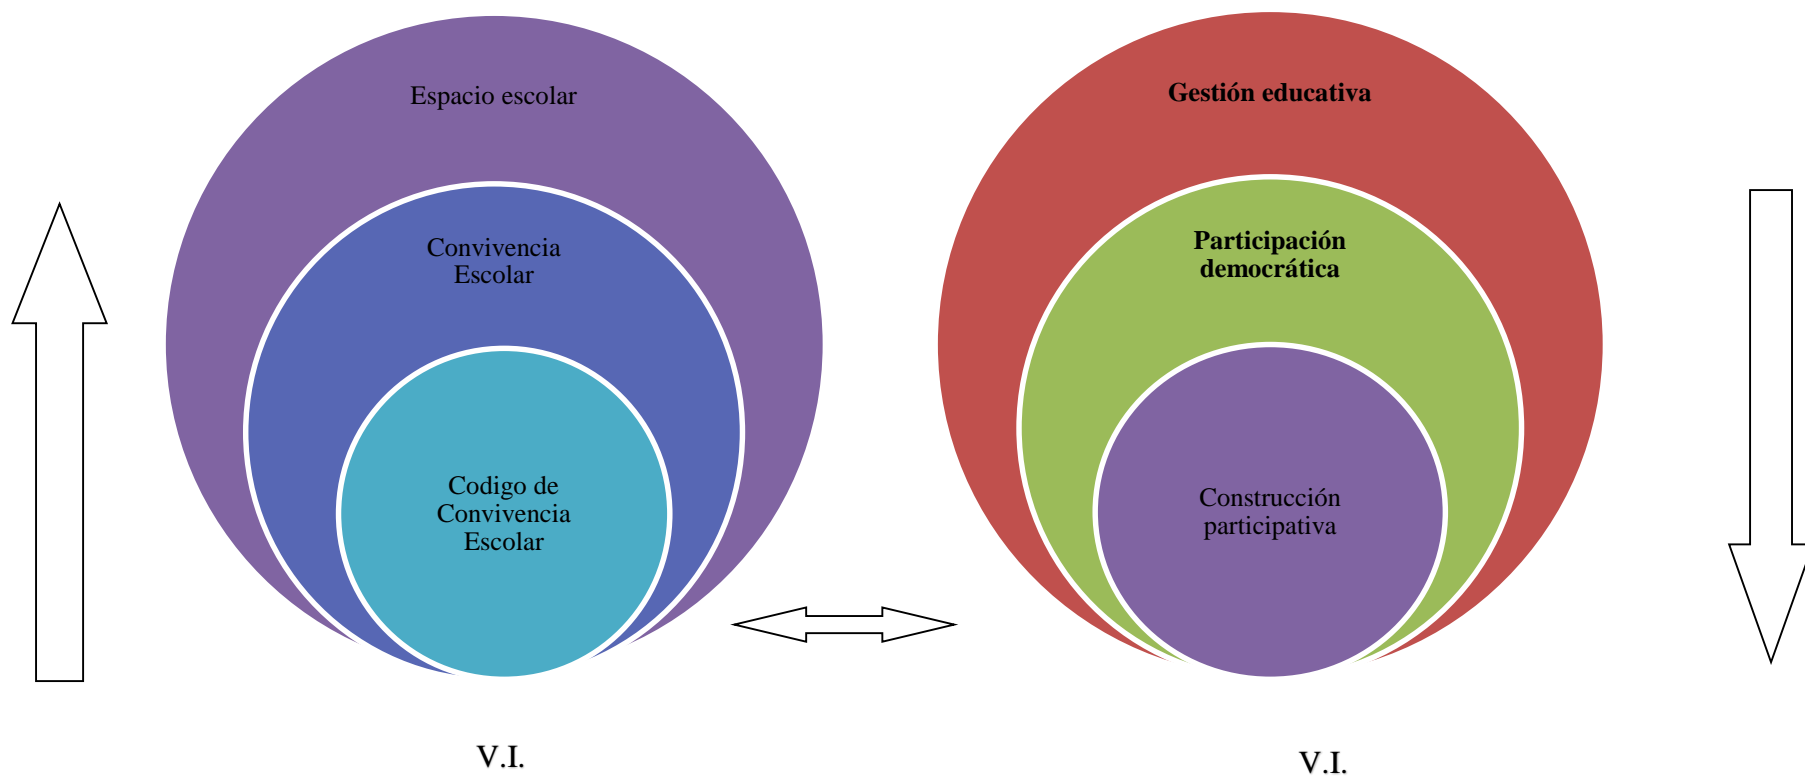 Espacio escolar
Convivencia
Escolar
Codigo de
Convivencia
Escolar
V.I.
Gestión educativa
Participación
democrática
Construcción
participativa
V.I.